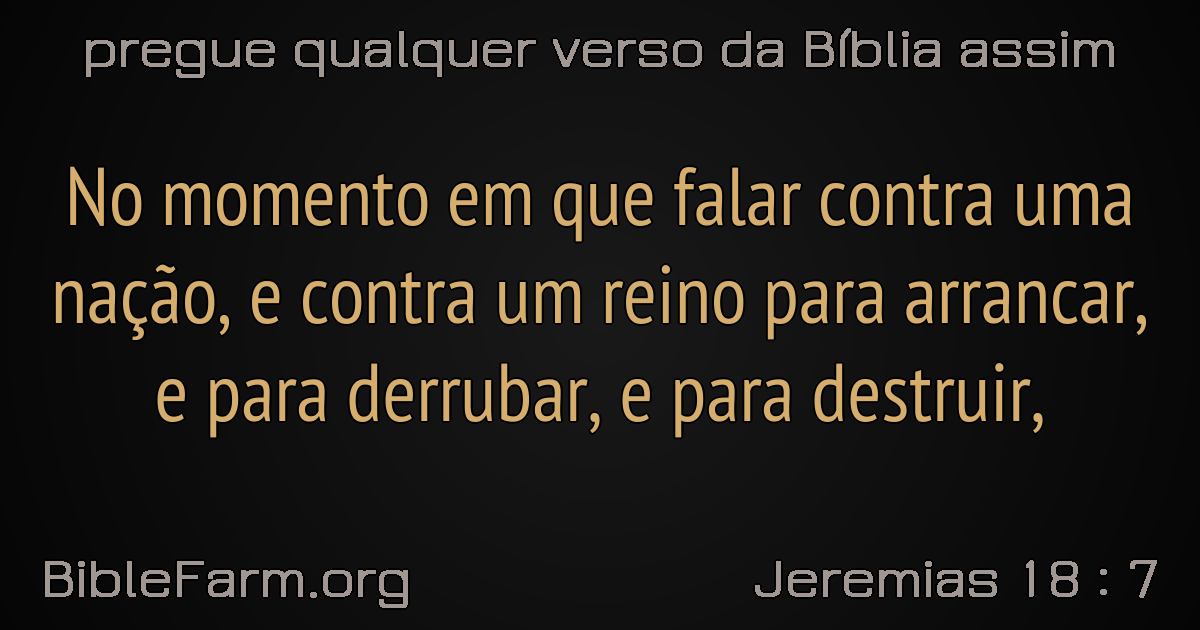 pregue qualquer verso da Bíblia assim
No momento em que falar contra uma
nação, e contra um reino para arrancar,
e para derrubar, e para destruir,
BibleFarm.org
Jeremias 18 : 7